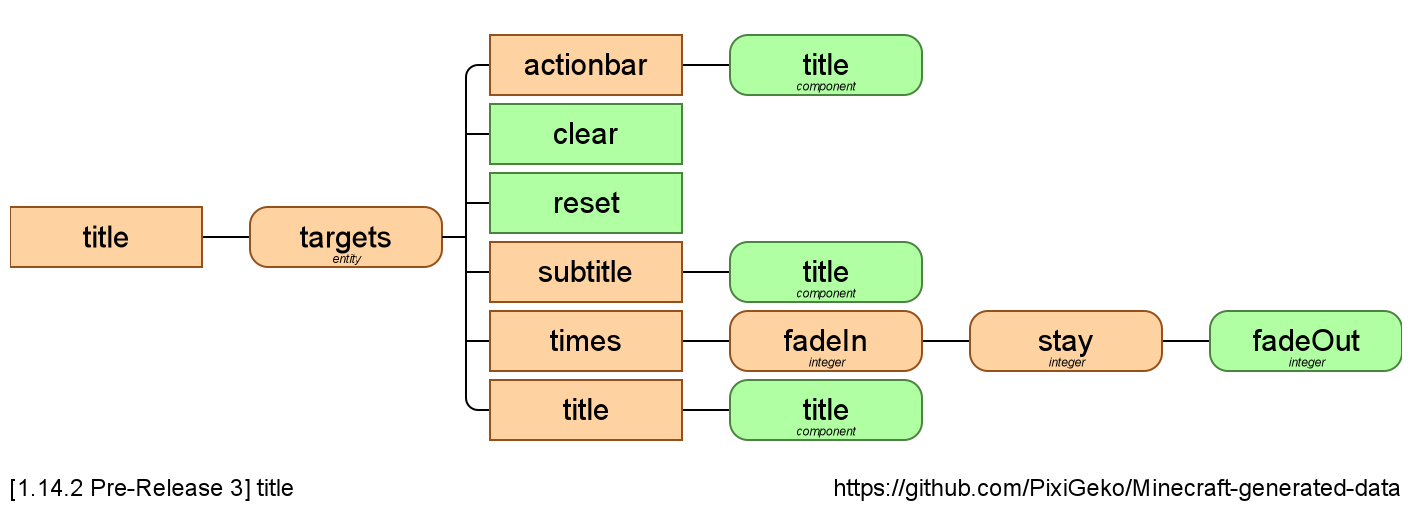 actionbar
title
component
clear
reset
title
targets
entity
subtitle
title
component
times
fadeIn
integer
stay
integer
fadeOut
integer
title
title
component
[1.14.2 Pre-Release 3] title
https://github.com/PixiGeko/Minecraft-generated-data